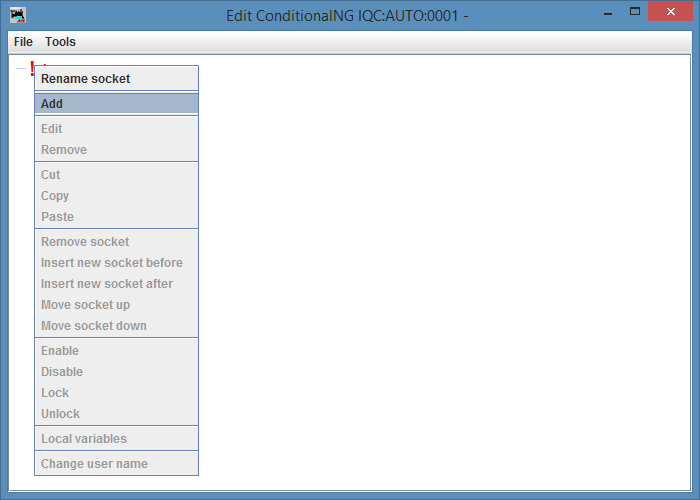 Edit ConditionalNG IQC:AUTO:0001 -
File Tools
!
Rename socket
Add
Edit
Remove
Cut
Copy
Paste
Remove socket
Insert new socket before
Insert new socket after
Move socket up
Move socket down
Enable
Disable
Lock
Unlock
Local variables
Change user name